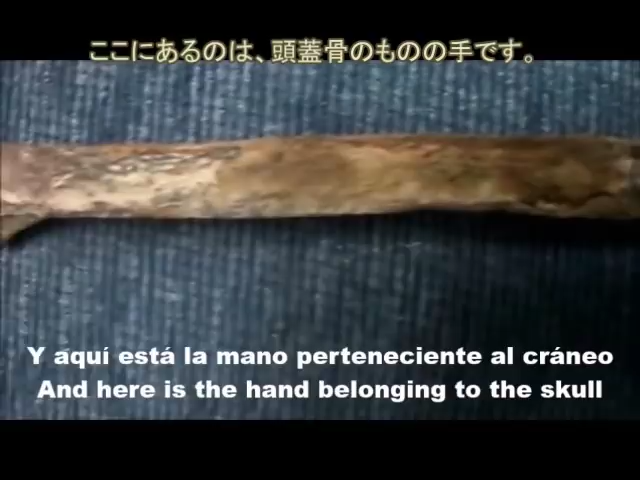 ここにあるのは、頭蓋骨のものの手です。
Y aquí está la mano perteneciente al cráneo
And here is the hand belonging to the skull